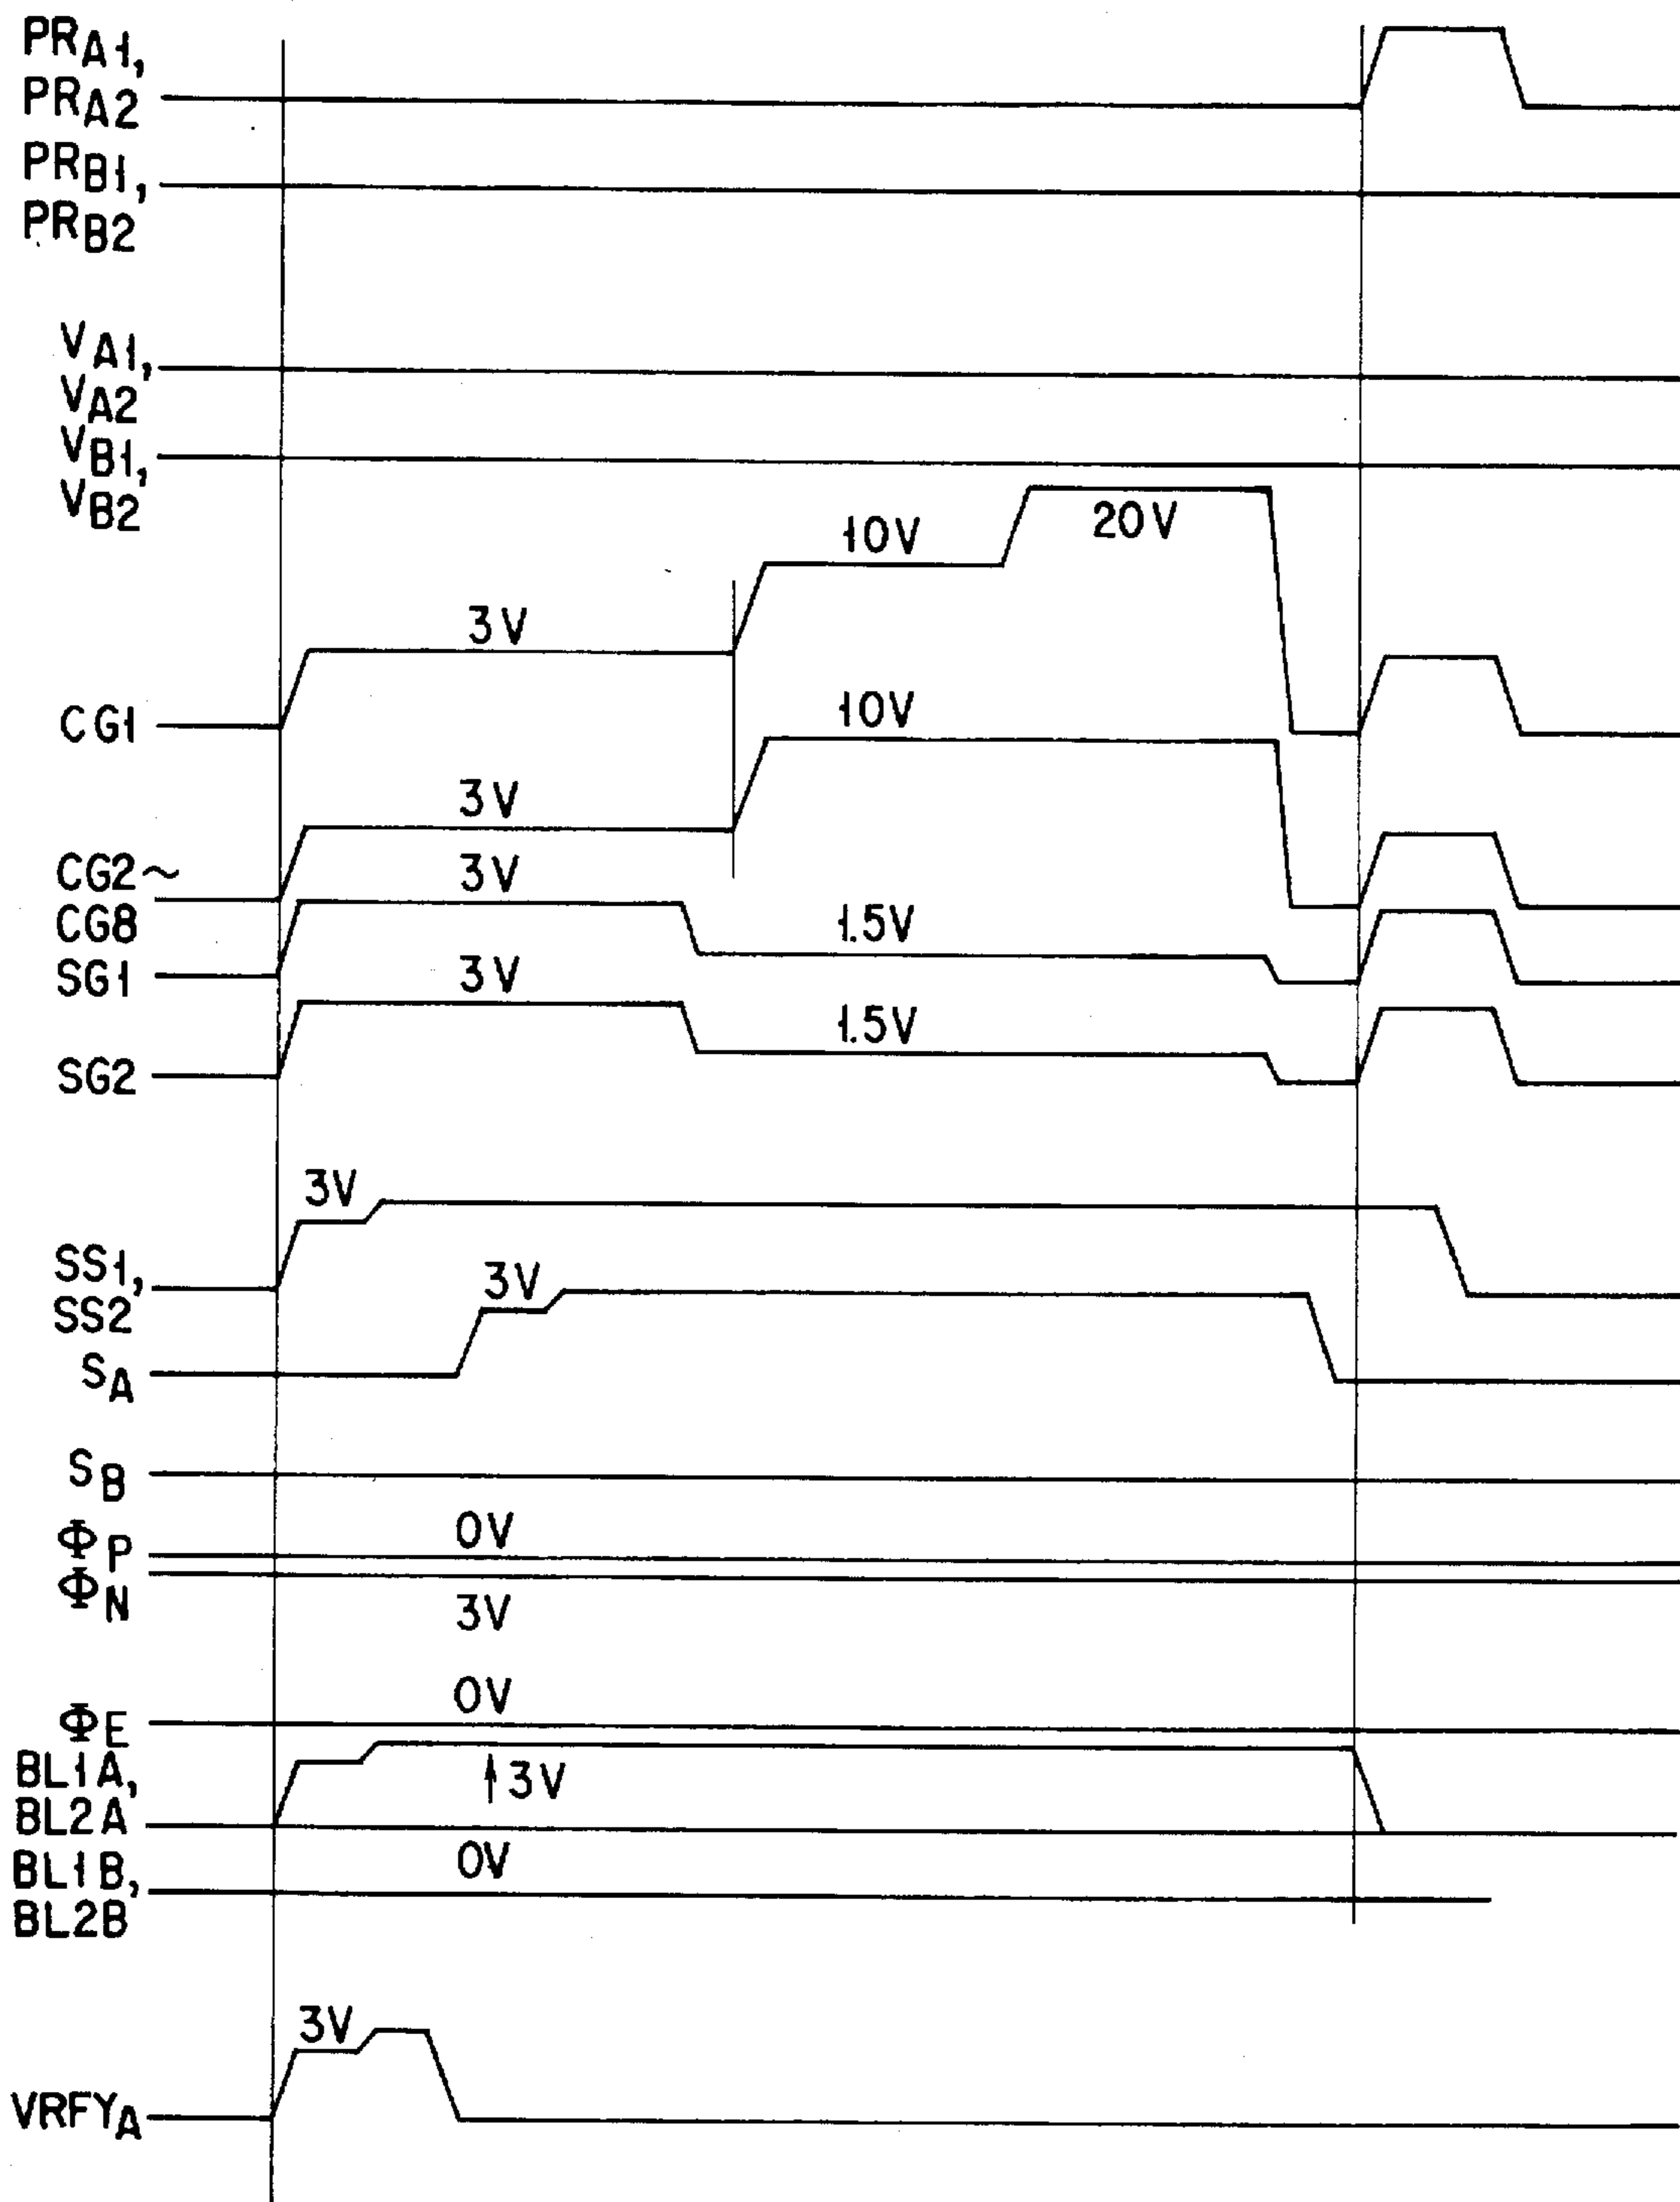 PRA1,
PRA2
PRB1,
PRB2
VA1,
VA2
VB1,
VB2
20V
10V
3V
CG1
10V
3V
CG2~
CG8
3V
1.5V
SG1
3V
1.5V
SG2
3V
SS1,
SS2
3V
SA
SB
ΦP
0V
ΦN
3V
0V
ΦE
BL1A,
BL2A
↑3V
BL1B,
BL2B
0V
3V
VRFYA